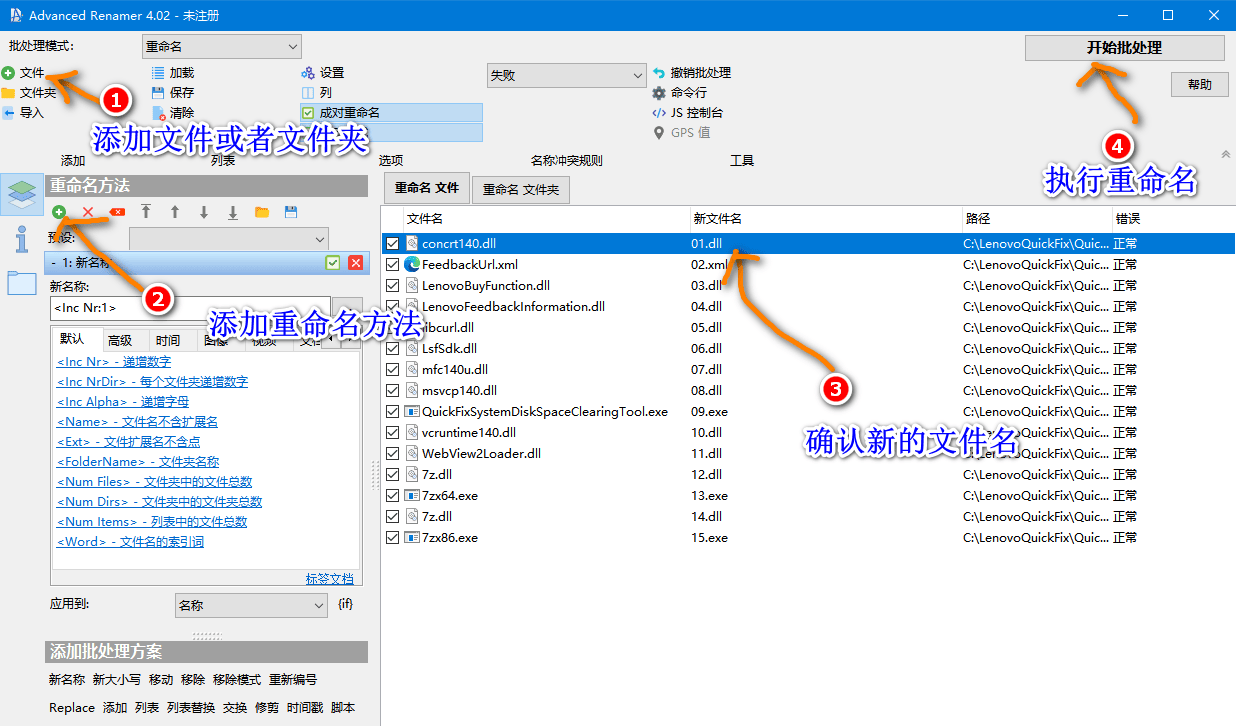 Advanced Renamer 4.02 - 未注册
批处理模式:
重命名
开始批处理
文件
加载
设置
失败
撤销批处理
文件夹
保存
列
命令行
帮助
导入
清除
成对重命名
JS 控制台
GPS 值
1
添加文件或者文件夹
4
执行重命名
添加
列表
选项
名称冲突规则
工具
重命名方法
重命名 文件
重命名 文件夹
预设:
文件名
新文件名
路径
错误
- 1: 新名称
新名称:
<Inc Nr:1>
2
添加重命名方法
默认
高级
时间
图像
视频
<Inc Nr> - 递增数字
<Inc NrDir> - 每个文件夹递增数字
<Inc Alpha> - 递增字母
<Name> - 文件名不含扩展名
<Ext> - 文件扩展名不含点
<FolderName> - 文件夹名称
<Num Files> - 文件夹中的文件总数
<Num Dirs> - 文件夹中的文件夹总数
<Num Items> - 列表中的文件总数
<Word> - 文件名的索引词
标签文档
应用到:
名称
{if}
添加批处理方案
新名称 新大小写 移动 移除 移除模式 重新编号
Replace 添加 列表 列表替换 交换 修剪 时间戳 脚本
concrt140.dll 01.dll C:\LenovoQuickFix\Quic... 正常
FeedbackUrl.xml 02.xml C:\LenovoQuickFix\Quic... 正常
LenovoBuyFunction.dll 03.dll C:\LenovoQuickFix\Quic... 正常
LenovoFeedbackInformation.dll 04.dll C:\LenovoQuickFix\Quic... 正常
libcurl.dll 05.dll C:\LenovoQuickFix\Quic... 正常
LsfSdk.dll 06.dll C:\LenovoQuickFix\Quic... 正常
mfc140u.dll 07.dll C:\LenovoQuickFix\Quic... 正常
msvcp140.dll 08.dll C:\LenovoQuickFix\Quic... 正常
QuickFixSystemDiskSpaceClearingTool.exe 09.exe C:\LenovoQuickFix\Quic... 正常
vcruntime140.dll 10.dll C:\LenovoQuickFix\Quic... 正常
WebView2Loader.dll 11.dll C:\LenovoQuickFix\Quic... 正常
7z.dll 12.dll C:\LenovoQuickFix\Quic... 正常
7zx64.exe 13.exe C:\LenovoQuickFix\Quic... 正常
7z.dll 14.dll C:\LenovoQuickFix\Quic... 正常
7zx86.exe 15.exe C:\LenovoQuickFix\Quic... 正常
3
确认新的文件名